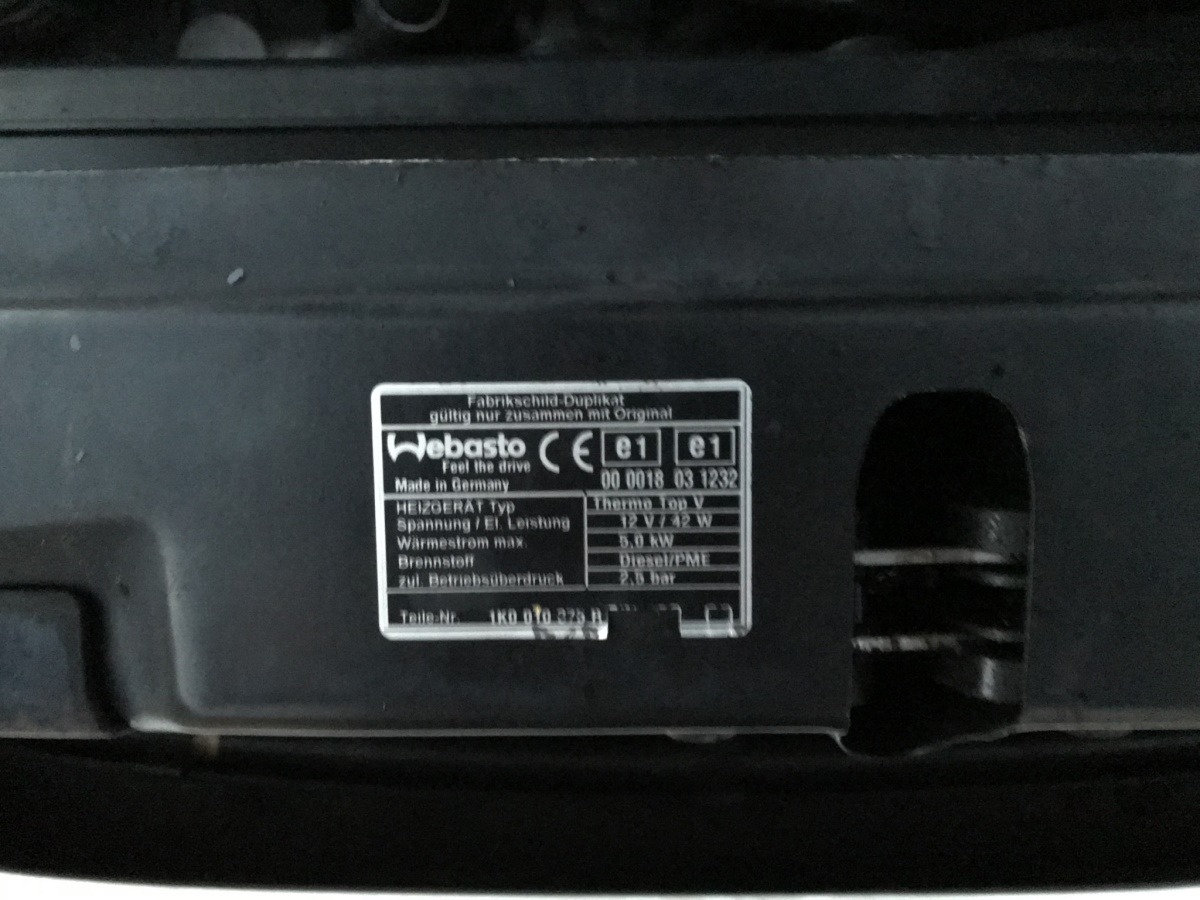 Fabrikschild-Duplikat
gültig nur zusammen mit Original
Webasto CE e1 e1
Feel the drive
Made in Germany 00 0018 03 1232
HEIZGERÄT Typ Thermo Top V
Spannung / El. Leistung 12 V / 42 W
Wärmestrom max. 5,0 kW
Brennstoff Diesel/PME
zul. Betriebsüberdruck 2,5 bar
Teile-Nr. 1K0 010